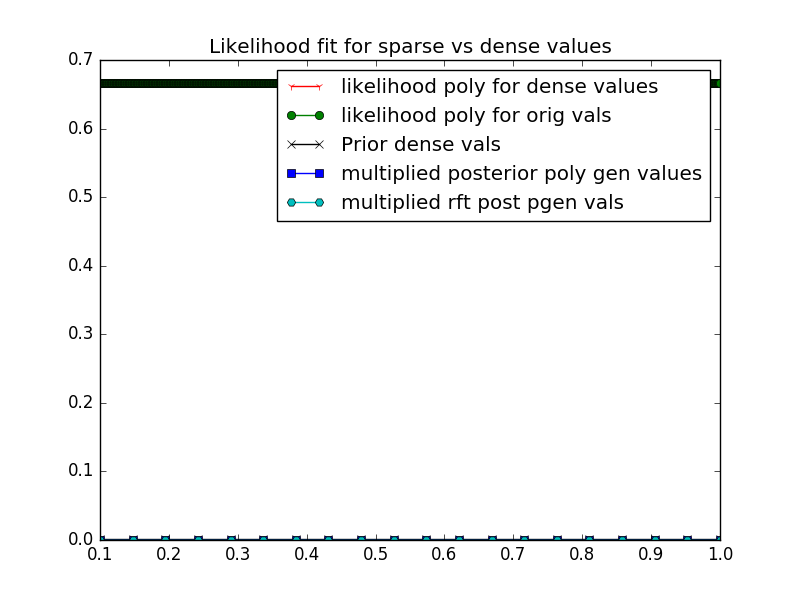 Likelihood fit for sparse vs dense values
0.7
0.6
0.5
0.4
0.3
0.2
0.1
0.0
likelihood poly for dense values
likelihood poly for orig vals
Prior dense vals
multiplied posterior poly gen values
multiplied rft post pgen vals
0.1 0.2 0.3 0.4 0.5 0.6 0.7 0.8 0.9 1.0